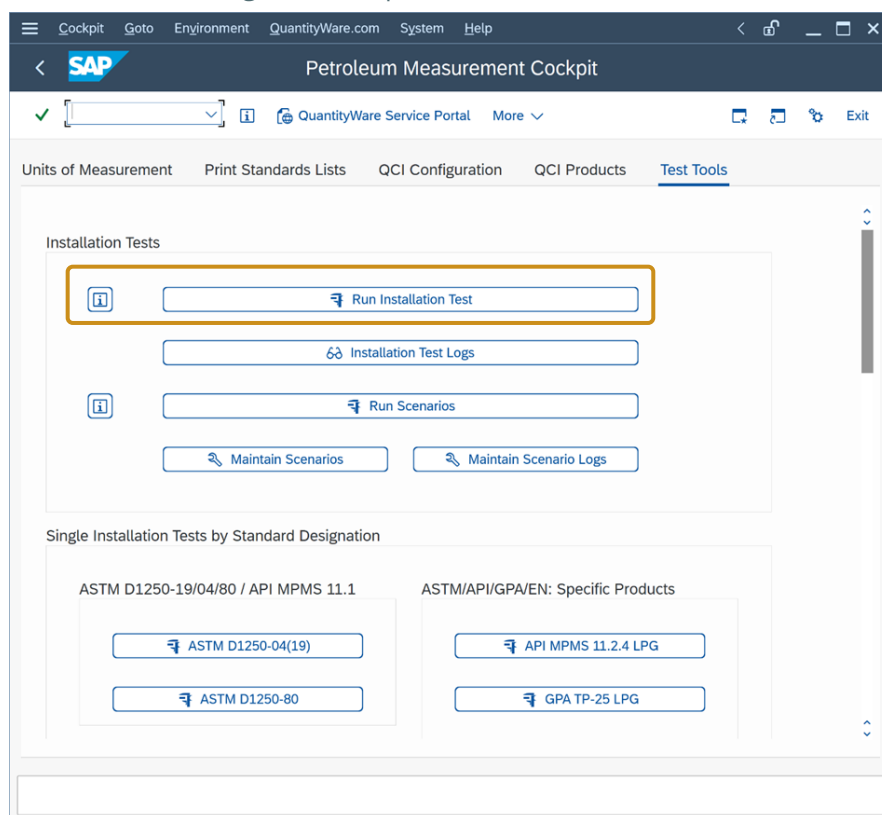 Cockpit Goto Environment QuantityWare.com System Help
SAP Petroleum Measurement Cockpit
QuantityWare Service Portal More Exit
Units of Measurement Print Standards Lists QCI Configuration QCI Products Test Tools
Installation Tests
Run Installation Test
Installation Test Logs
Run Scenarios
Maintain Scenarios Maintain Scenario Logs
Single Installation Tests by Standard Designation
ASTM D1250-19/04/80 / API MPMS 11.1 ASTM/API/GPA/EN: Specific Products
ASTM D1250-04(19) API MPMS 11.2.4 LPG
ASTM D1250-80 GPA TP-25 LPG